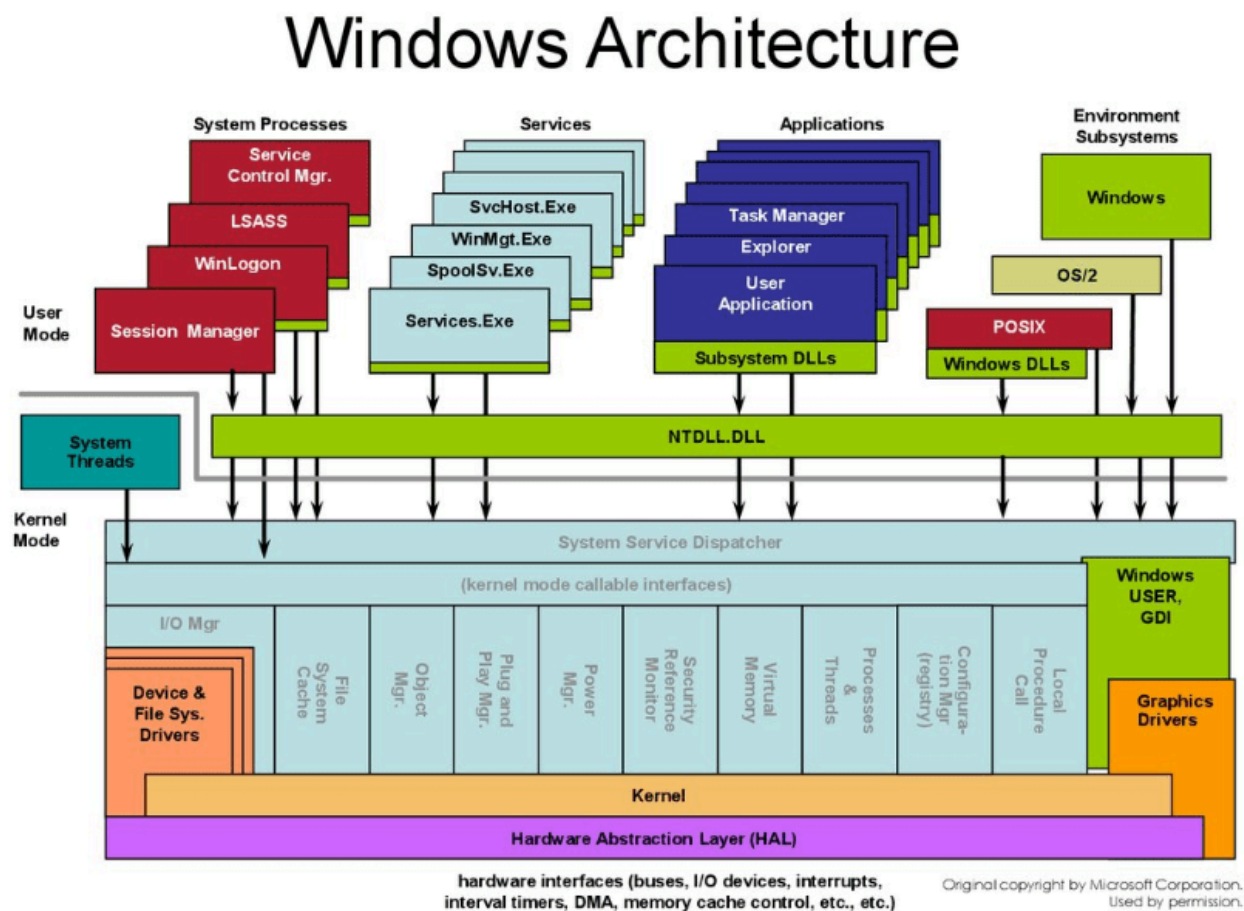 Windows Architecture
System Processes
Services
Applications
Environment
Subsystems
Service
Control Mgr.
LSASS
WinLogon
Session Manager
SvcHost.Exe
WinMgt.Exe
SpoolSv.Exe
Services.Exe
Task Manager
Explorer
User
Application
Subsystem DLLs
Windows
OS/2
POSIX
Windows DLLs
User
Mode
System
Threads
NTDLL.DLL
Kernel
Mode
System Service Dispatcher
(kernel mode callable interfaces)
Windows
USER,
GDI
I/O Mgr
Device &
File Sys.
Drivers
File
System
Cache
Object
Mgr.
Plug and
Play Mgr.
Power
Mgr.
Security
Reference
Monitor
Virtual
Memory
Processes
&
Threads
Configura-
tion Mgr
(registry)
Local
Procedure
Call
Graphics
Drivers
Kernel
Hardware Abstraction Layer (HAL)
hardware interfaces (buses, I/O devices, interrupts,
interval timers, DMA, memory cache control, etc., etc.)
Original copyright by Microsoft Corporation.
Used by permission.